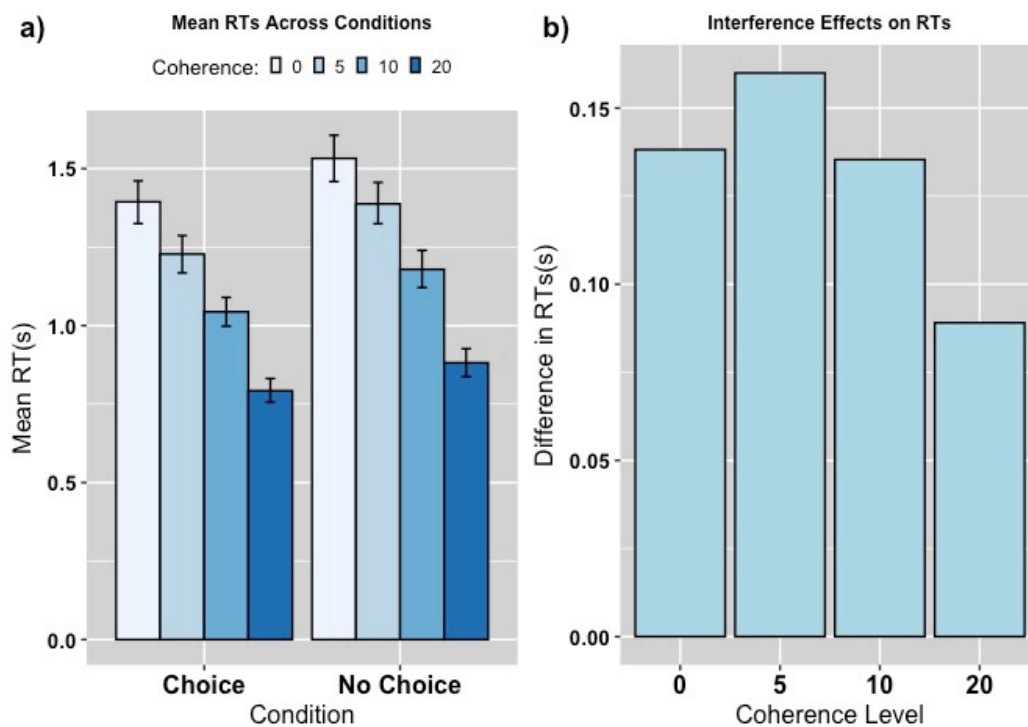 a)
Mean RTs Across Conditions
Coherence: 0 5 10 20
Mean RT(s)
1.5
1.0
0.5
0.0
Choice No Choice
Condition
b)
Interference Effects on RTs
Difference in RTs(s)
0.15
0.10
0.05
0.00
0 5 10 20
Coherence Level